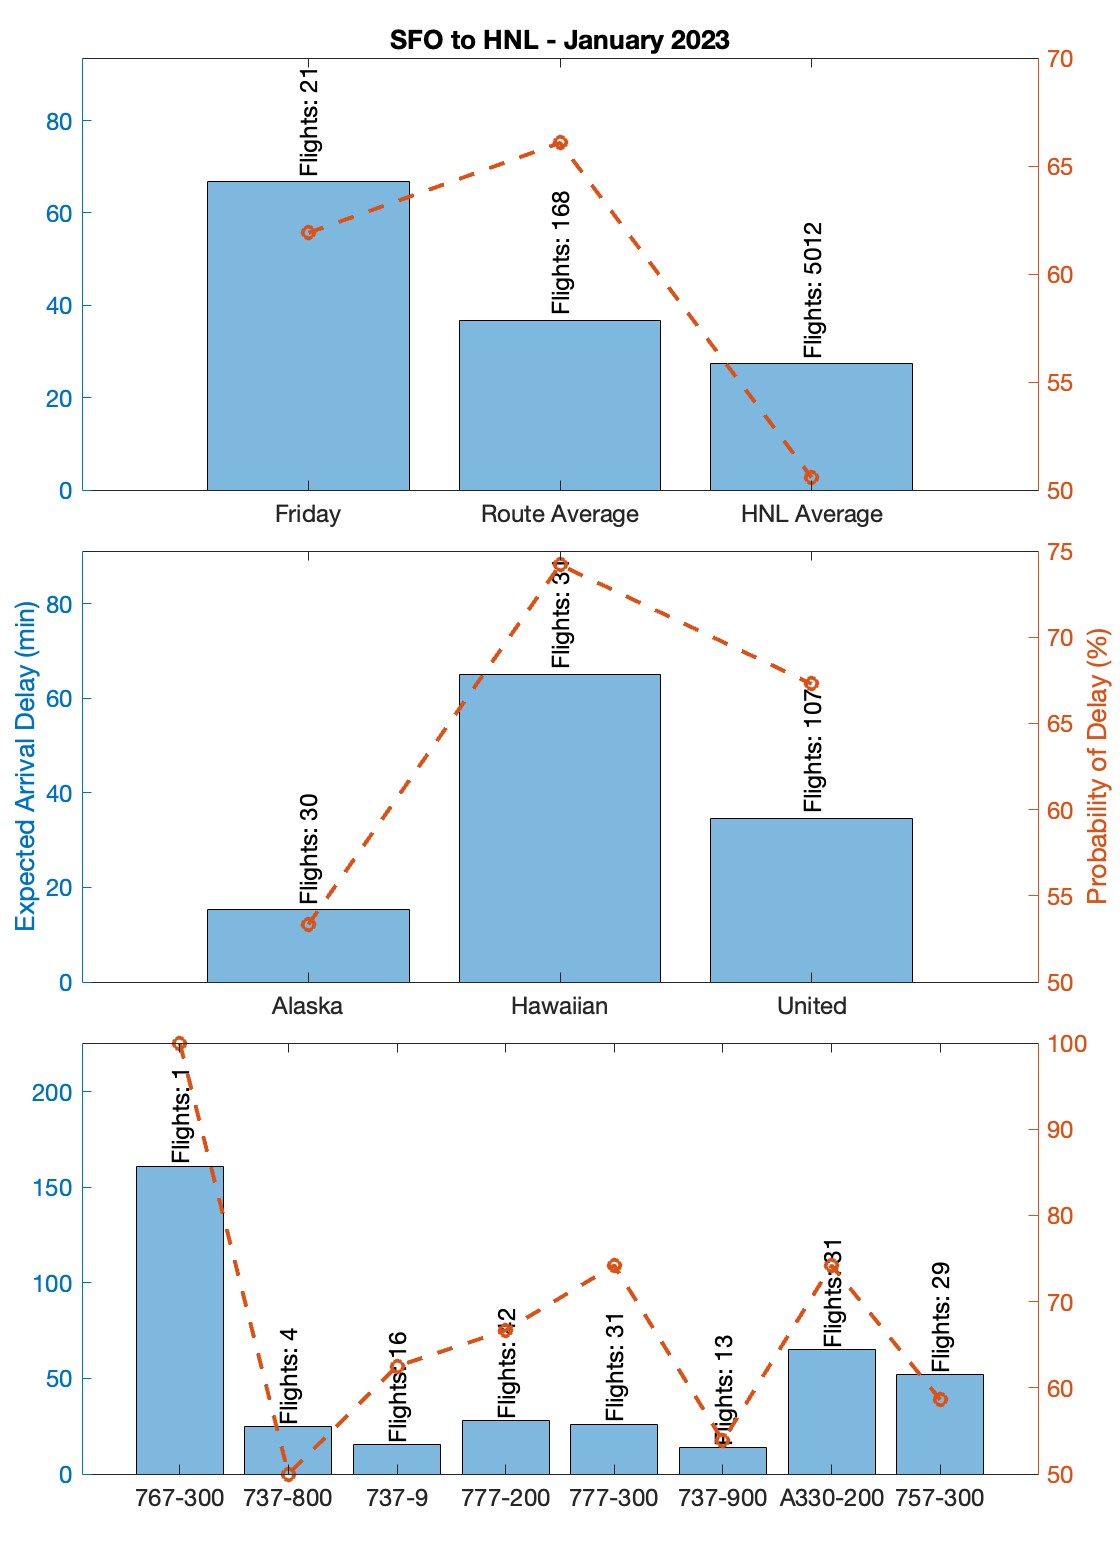 SFO to HNL - January 2023
80
60
40
20
0
Flights: 21
Flights: 168
Flights: 5012
70
65
60
55
50
Friday
Route Average
HNL Average
Expected Arrival Delay (min)
80
60
40
20
0
Flights: 30
Flights: 31
Flights: 107
75
70
65
60
55
50
Probability of Delay (%)
Alaska
Hawaiian
United
200
150
100
50
0
Flights: 1
Flights: 4
Flights: 16
Flights: 42
Flights: 31
Flights: 13
Flights: 31
Flights: 29
100
90
80
70
60
50
767-300
737-800
737-9
777-200
777-300
737-900
A330-200
757-300